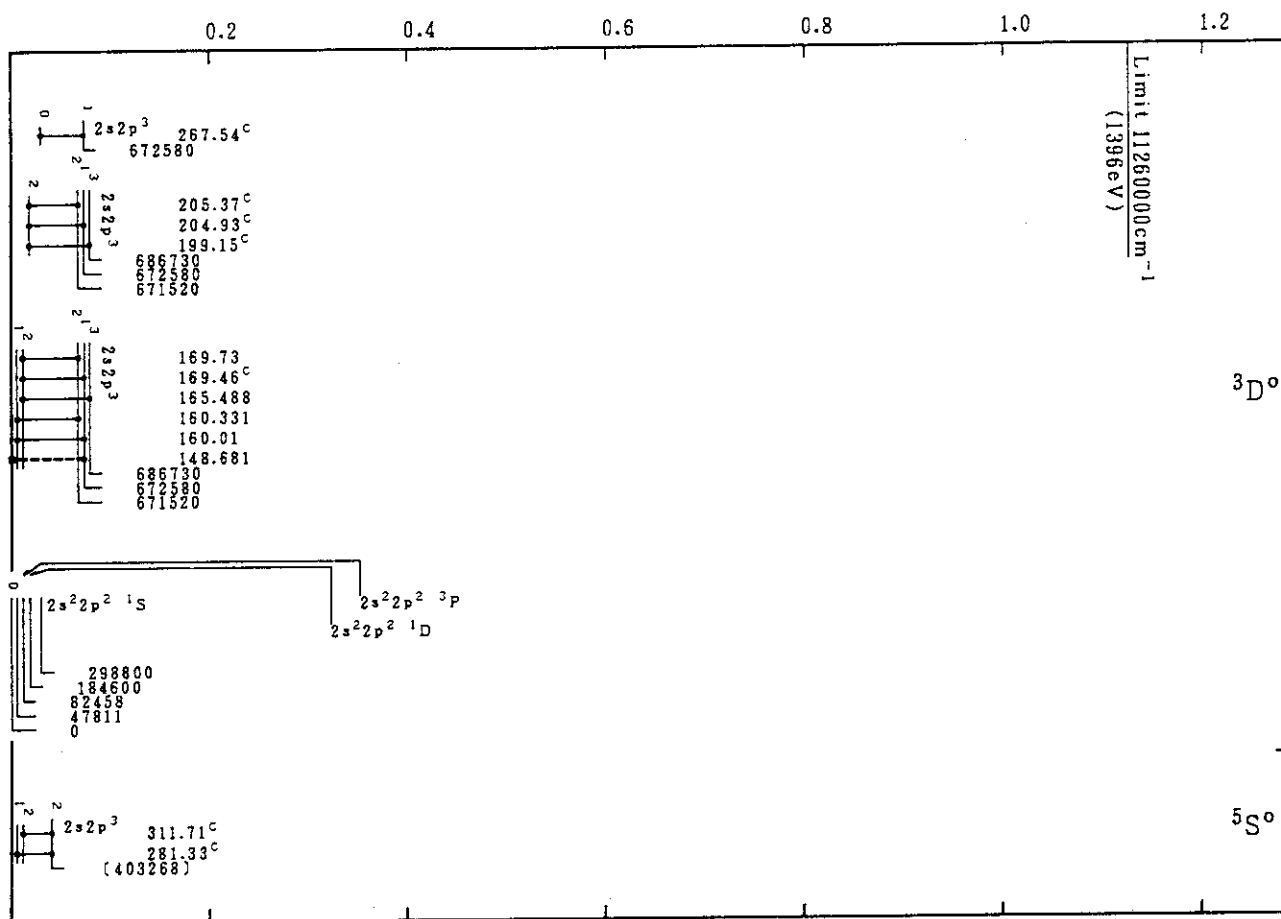 0.2 0.4 0.6 0.8 1.0 1.2
Limit 11260000cm⁻¹
(1396eV)
0 1
2s2p³ 267.54ᶜ
672580
2 2 1 3
2s2p³
205.37ᶜ
204.93ᶜ
199.15ᶜ
686730
672580
671520
1 2 2 1 3
2s2p³
169.73
169.46ᶜ
165.488
160.331
160.01
148.681
686730
672580
671520
³Dᵒ
0
2s²2p² ¹S
2s²2p² ³P
2s²2p² ¹D
298800
184600
82458
47811
0
1 2 2
2s2p³ 311.71ᶜ
281.33ᶜ
[403268]
⁵Sᵒ